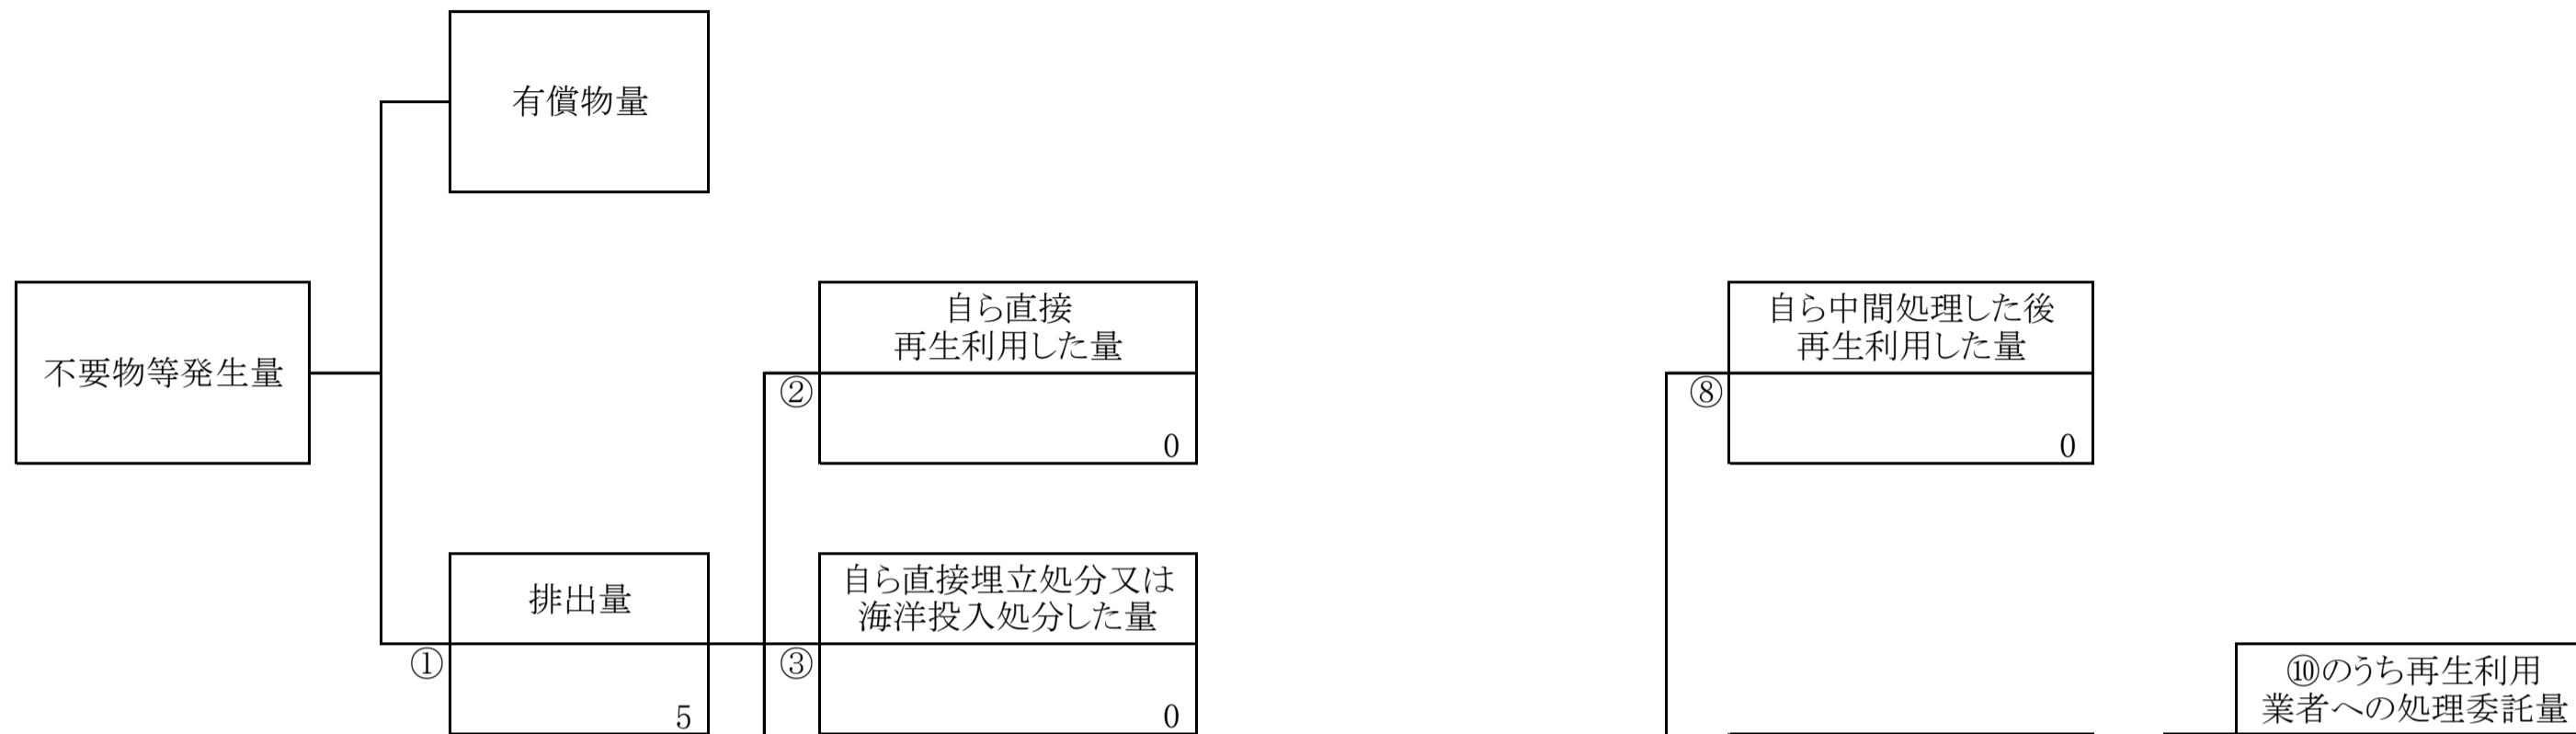 有償物量
不要物等発生量
自ら直接
再生利用した量
②
0
自ら中間処理した後
再生利用した量
⑧
0
排出量
①
5
自ら直接埋立処分又は
海洋投入処分した量
③
0
⑩のうち再生利用
業者への処理委託量